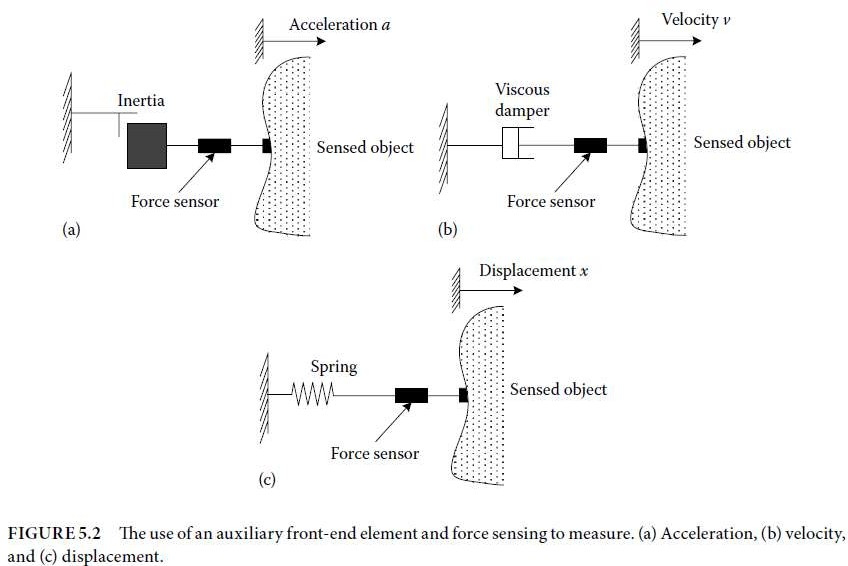 Acceleration a
Inertia
Sensed object
Force sensor
(a)
Velocity v
Viscous
damper
Sensed object
Force sensor
(b)
Displacement x
Spring
Sensed object
Force sensor
(c)
FIGURE 5.2 The use of an auxiliary front-end element and force sensing to measure. (a) Acceleration, (b) velocity,
and (c) displacement.